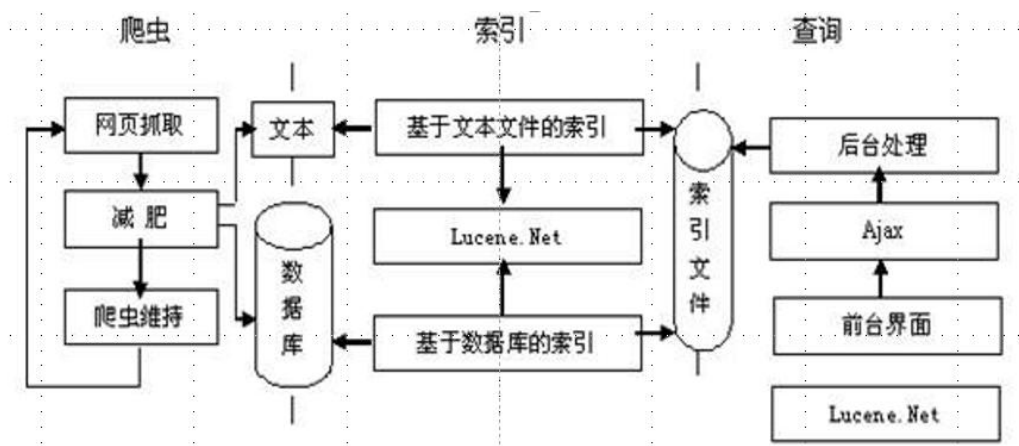 爬虫
索引
查询
网页抓取
文本
基于文本文件的索引
后台处理
减 肥
索引文件
Lucene.Net
Ajax
数据库
爬虫维持
基于数据库的索引
前台界面
Lucene.Net